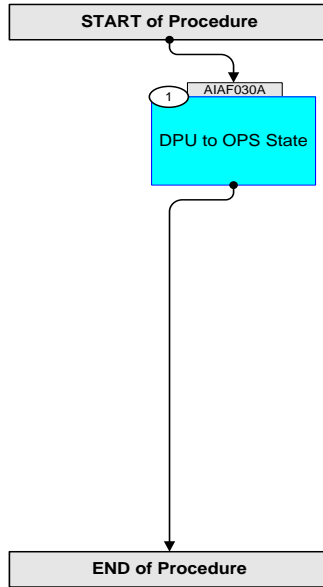 START of Procedure
AIAF030A
1
DPU to OPS State
END of Procedure